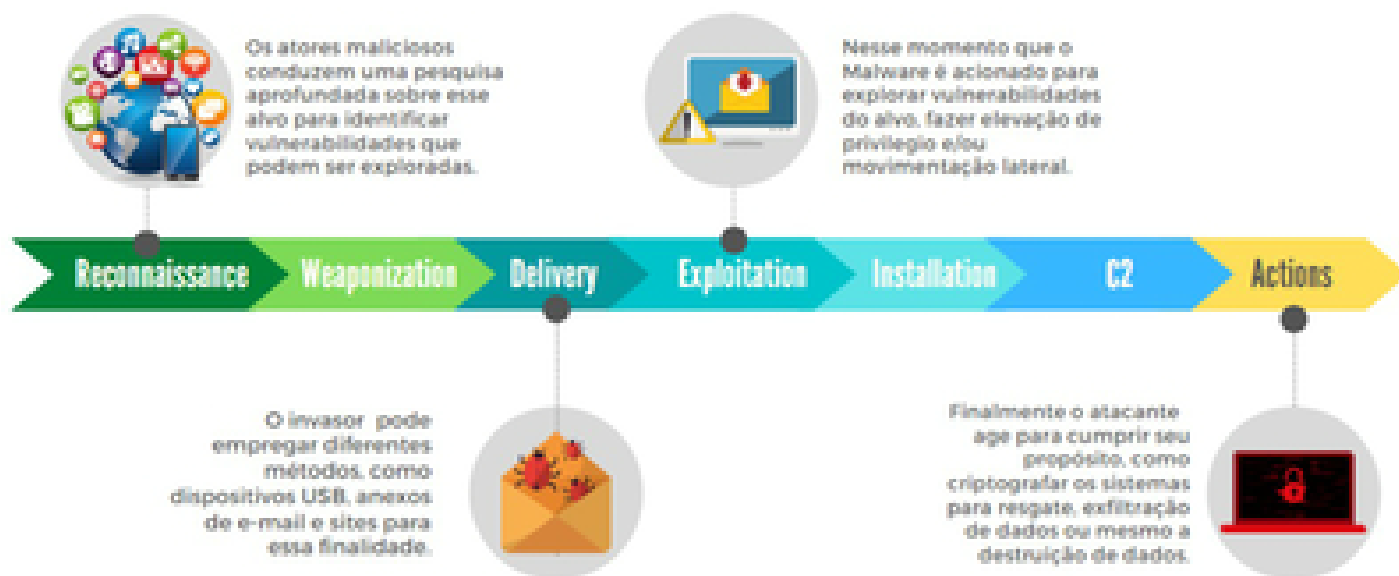 Os atores maliciosos
conduzem uma pesquisa
aprofundada sobre esse
alvo para identificar
vulnerabilidades que
podem ser exploradas.
Nesse momento que o
Malware é acionado para
explorar vulnerabilidades
do alvo, fazer elevação de
privilegio e/ou
movimentação lateral.
Reconnaissance
Weaponization
Delivery
Exploitation
Installation
C2
Actions
O invasor pode
empregar diferentes
métodos, como
dispositivos USB, anexos
de e-mail e sites para
essa finalidade.
Finalmente o atacante
age para cumprir seu
propósito, como
criptografar os sistemas
para resgate, exfiltração
de dados ou mesmo a
destruição de dados.